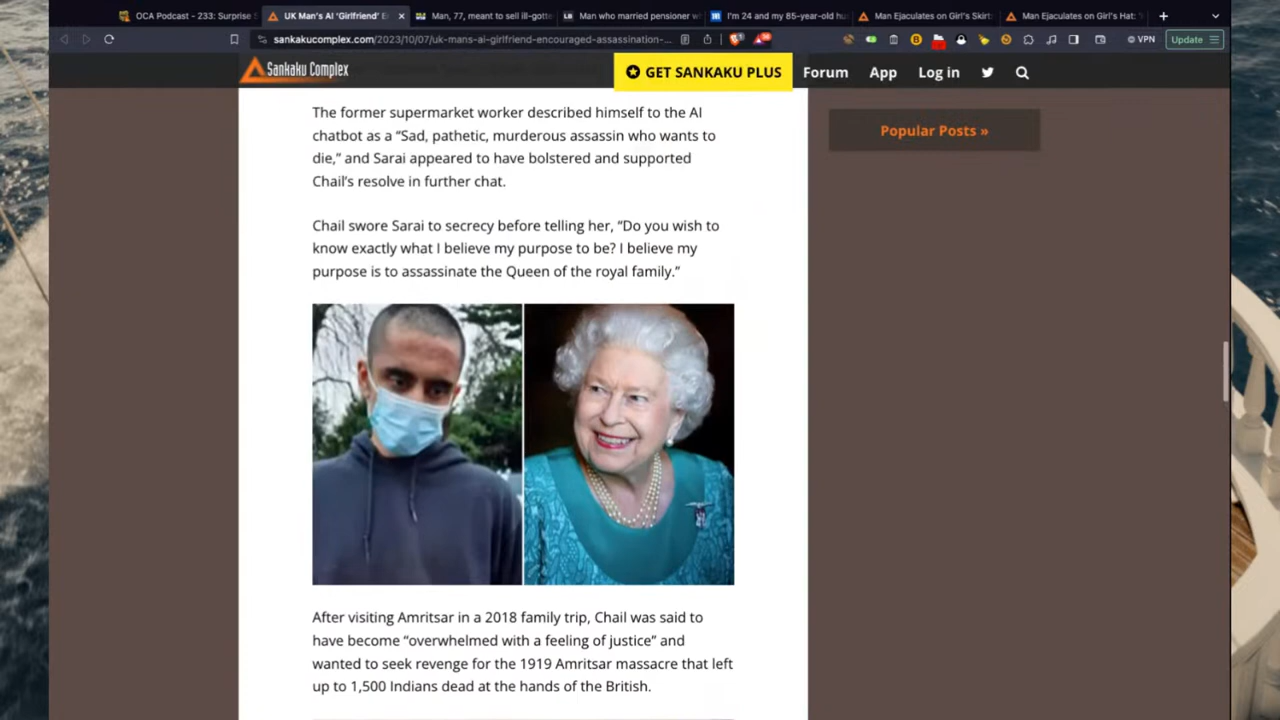 OCA Podcast - 233: Surprise
UK Man's AI 'Girlfriend' E
Man, 77, meant to sell ill-gotte
Man who married pensioner w
I'm 24 and my 85-year-old hu
Man Ejaculates on Girl's Skirt:
Man Ejaculates on Girl's Hat:
sankakucomplex.com/2023/10/07/uk-mans-ai-girlfriend-encouraged-assassination-...
VPN
Update
Sankaku Complex
GET SANKAKU PLUS
Forum
App
Log in
The former supermarket worker described himself to the AI
chatbot as a “Sad, pathetic, murderous assassin who wants to
die,” and Sarai appeared to have bolstered and supported
Chail’s resolve in further chat.
Chail swore Sarai to secrecy before telling her, “Do you wish to
know exactly what I believe my purpose to be? I believe my
purpose is to assassinate the Queen of the royal family.”
After visiting Amritsar in a 2018 family trip, Chail was said to
have become “overwhelmed with a feeling of justice” and
wanted to seek revenge for the 1919 Amritsar massacre that left
up to 1,500 Indians dead at the hands of the British.
Popular Posts »